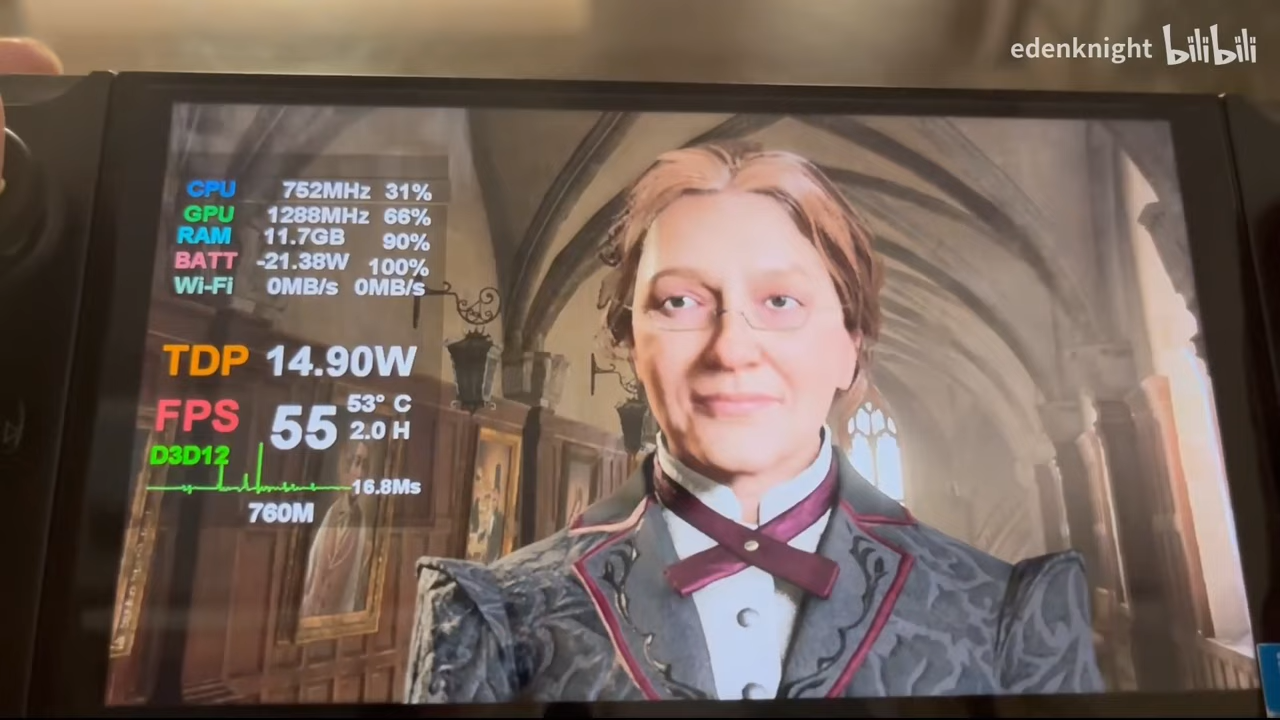 edenknight bilibili
CPU 752MHz 31%
GPU 1288MHz 66%
RAM 11.7GB 90%
BATT -21.38W 100%
Wi-Fi 0MB/s 0MB/s
TDP 14.90W
FPS 55 53° C
2.0 H
D3D12
16.8Ms
760M